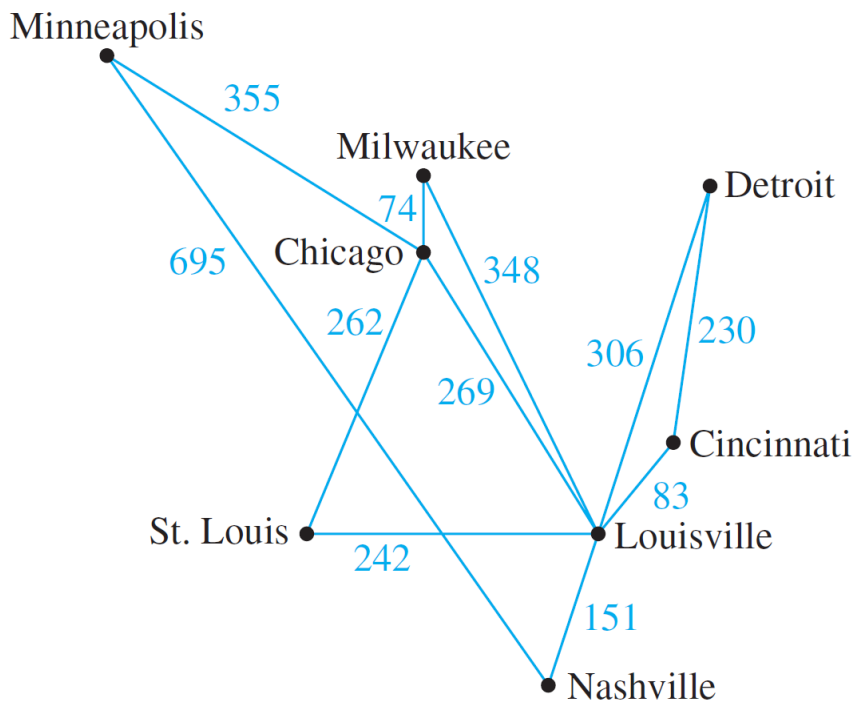 Minneapolis
355
Milwaukee
Detroit
74
Chicago
695
348
262
306
230
269
Cincinnati
83
St. Louis
Louisville
242
151
Nashville